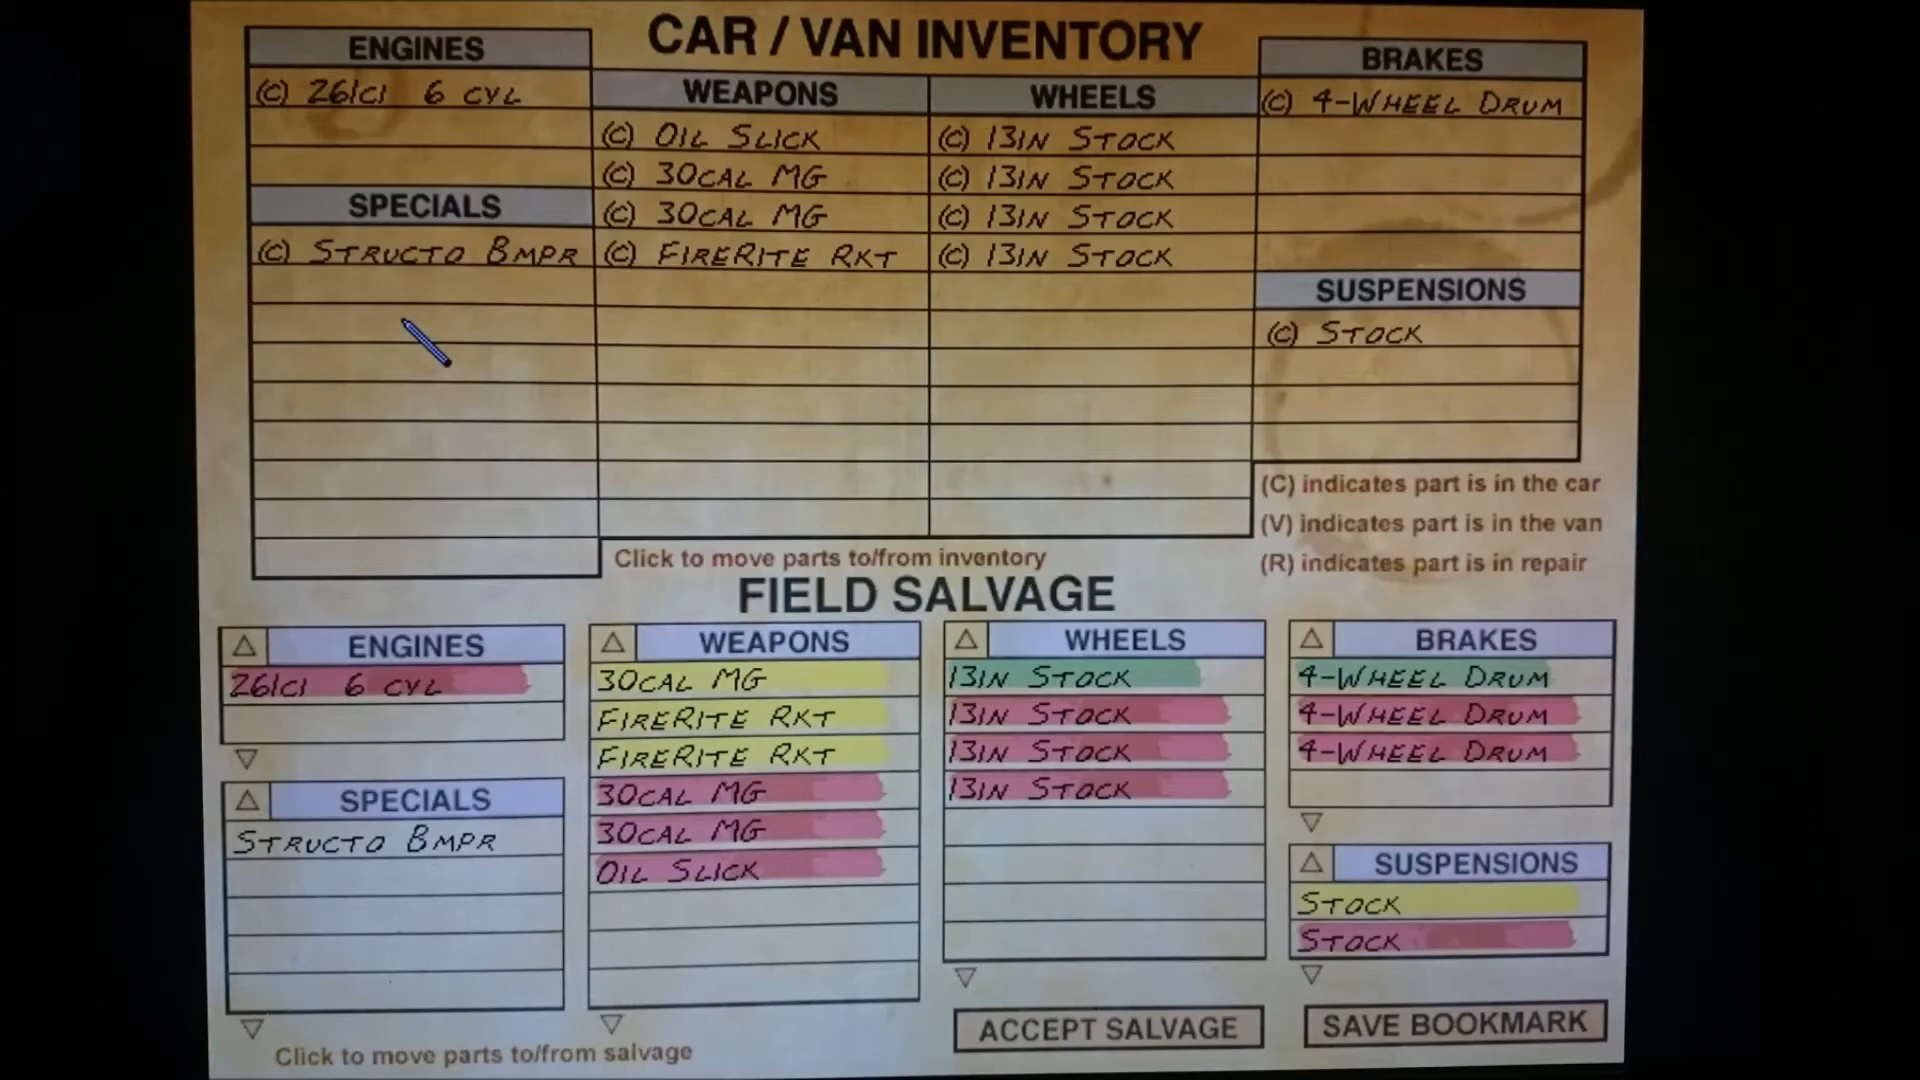 CAR / VAN INVENTORY
ENGINES
(C) 261CI 6 CYL
SPECIALS
(C) STRUCTO BMPR
WEAPONS
(C) OIL SLICK
(C) 30CAL MG
(C) 30CAL MG
(C) FIRERITE RKT
WHEELS
(C) 13IN STOCK
(C) 13IN STOCK
(C) 13IN STOCK
(C) 13IN STOCK
BRAKES
(C) 4-WHEEL DRUM
SUSPENSIONS
(C) STOCK
(C) indicates part is in the car
(V) indicates part is in the van
(R) indicates part is in repair
Click to move parts to/from inventory
FIELD SALVAGE
ENGINES
261CI 6 CYL
SPECIALS
STRUCTO BMPR
WEAPONS
30CAL MG
FIRERITE RKT
FIRERITE RKT
30CAL MG
30CAL MG
OIL SLICK
WHEELS
13IN STOCK
13IN STOCK
13IN STOCK
13IN STOCK
BRAKES
4-WHEEL DRUM
4-WHEEL DRUM
4-WHEEL DRUM
SUSPENSIONS
STOCK
STOCK
ACCEPT SALVAGE
SAVE BOOKMARK
Click to move parts to/from salvage